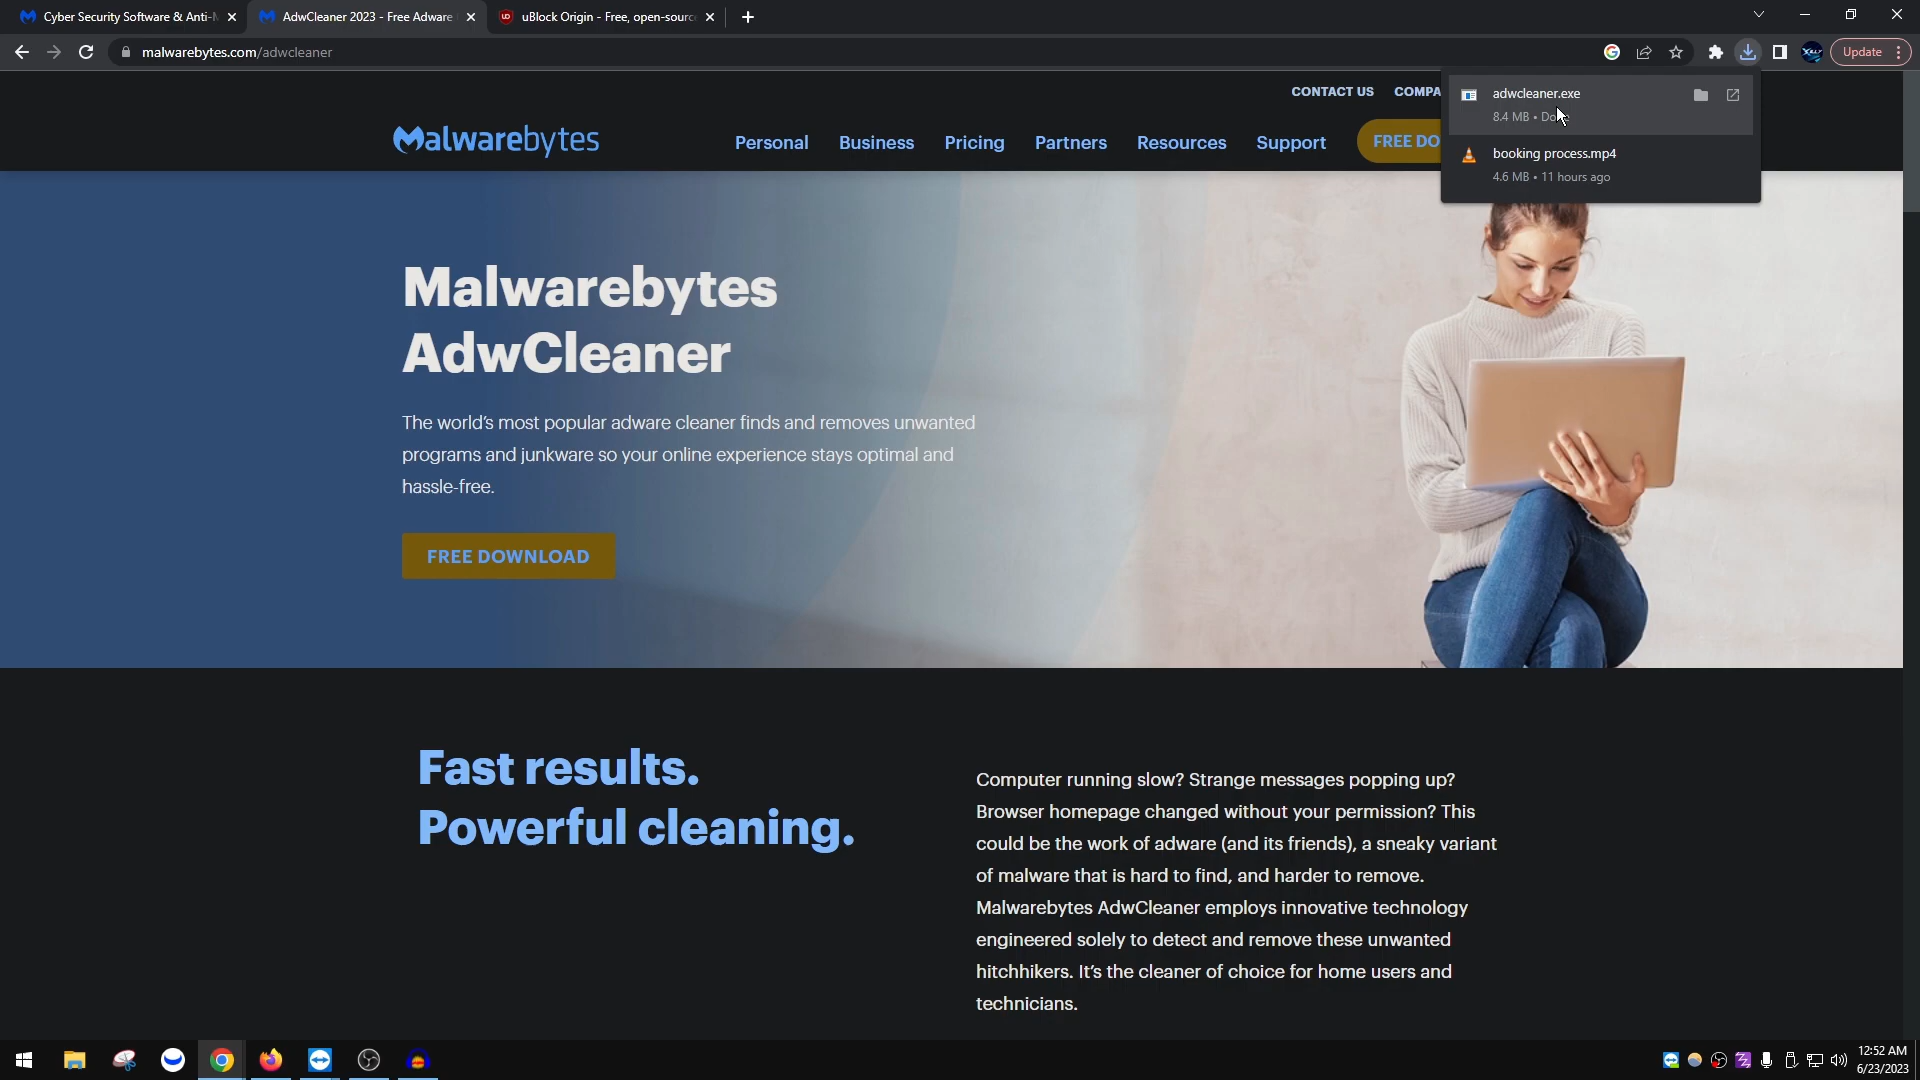 Cyber Security Software & Anti-
AdwCleaner 2023 - Free Adware
uBlock Origin - Free, open-source
malwarebytes.com/adwcleaner
Update
adwcleaner.exe
8.4 MB •
booking process.mp4
4.6 MB • 11 hours ago
CONTACT US
COMPA
Malwarebytes
Personal
Business
Pricing
Partners
Resources
Support
FREE DO
Malwarebytes
AdwCleaner
The world's most popular adware cleaner finds and removes unwanted
programs and junkware so your online experience stays optimal and
hassle-free.
FREE DOWNLOAD
Fast results.
Powerful cleaning.
Computer running slow? Strange messages popping up?
Browser homepage changed without your permission? This
could be the work of adware (and its friends), a sneaky variant
of malware that is hard to find, and harder to remove.
Malwarebytes AdwCleaner employs innovative technology
engineered solely to detect and remove these unwanted
hitchhikers. It's the cleaner of choice for home users and
technicians.
12:52 AM
6/23/2023